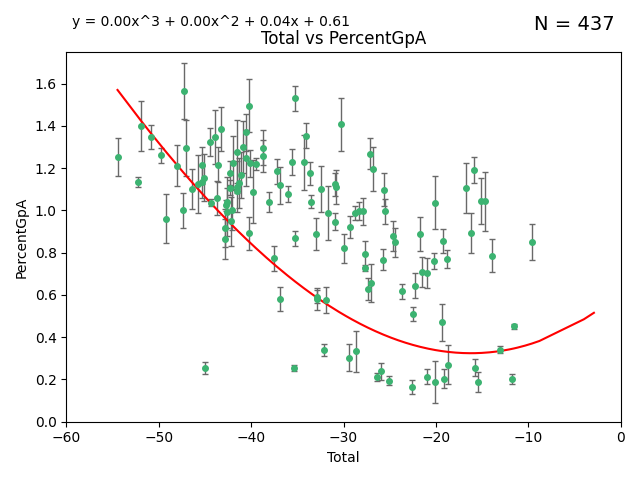 y = 0.00x^3 + 0.00x^2 + 0.04x + 0.61
N = 437
Total vs PercentGpA
PercentGpA
1.6
1.4
1.2
1.0
0.8
0.6
0.4
0.2
0.0
−60 −50 −40 −30 −20 −10 0
Total